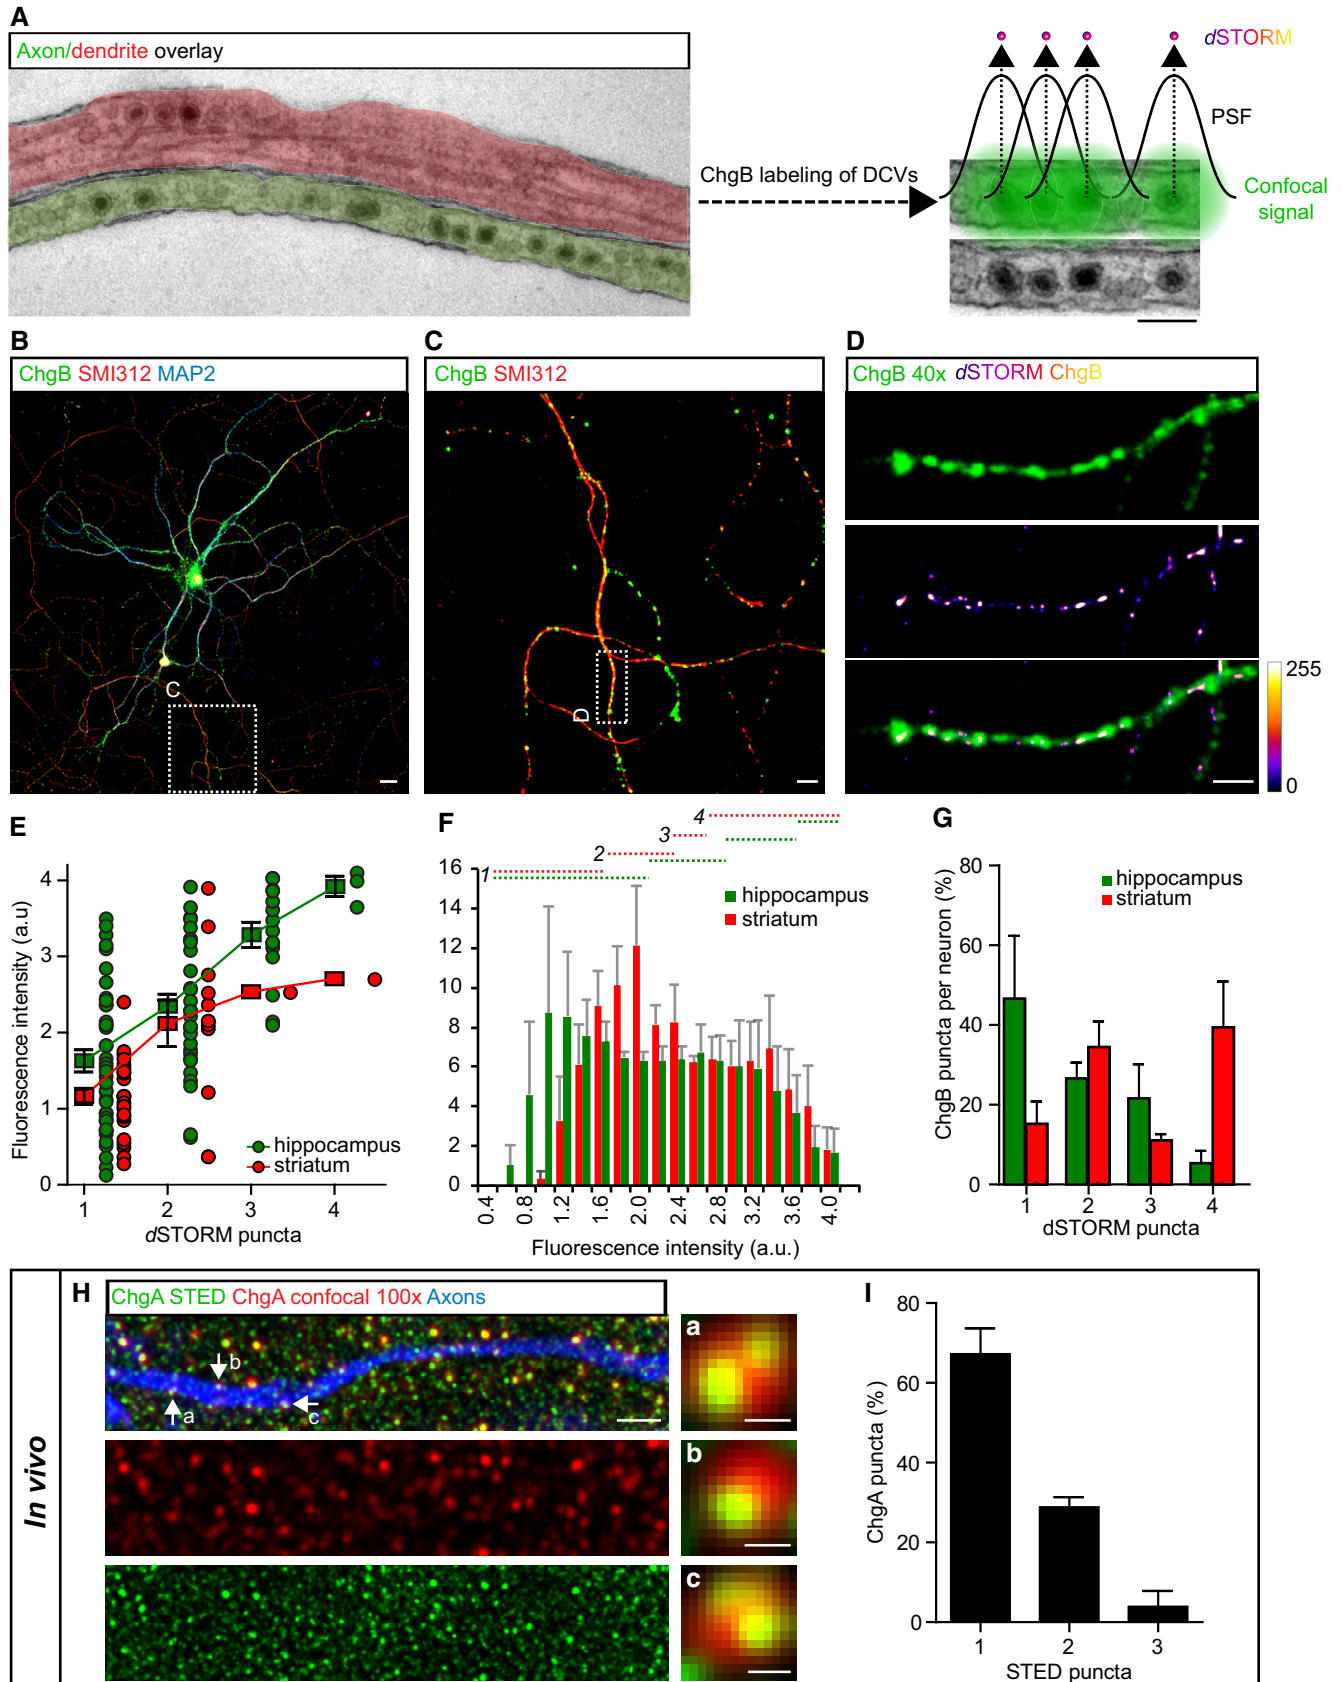 A
Axon/dendrite overlay
dSTORM
PSF
ChgB labeling of DCVs
Confocal
signal
B
ChgB SMI312 MAP2
C
C
ChgB SMI312
D
D
ChgB 40x dSTORM ChgB
255
0
E
Fluorescence intensity (a.u)
4
3
2
1
0
hippocampus
striatum
1 2 3 4
dSTORM puncta
F
4
3
2
1
16
14
12
10
8
6
4
2
0
hippocampus
striatum
0.4 0.8 1.2 1.6 2.0 2.4 2.8 3.2 3.6 4.0
Fluorescence intensity (a.u.)
G
ChgB puncta per neuron (%)
80
60
40
20
0
hippocampus
striatum
1 2 3 4
dSTORM puncta
In vivo
H
ChgA STED ChgA confocal 100x Axons
b
a
c
a
b
c
I
ChgA puncta (%)
80
60
40
20
0
1 2 3
STED puncta